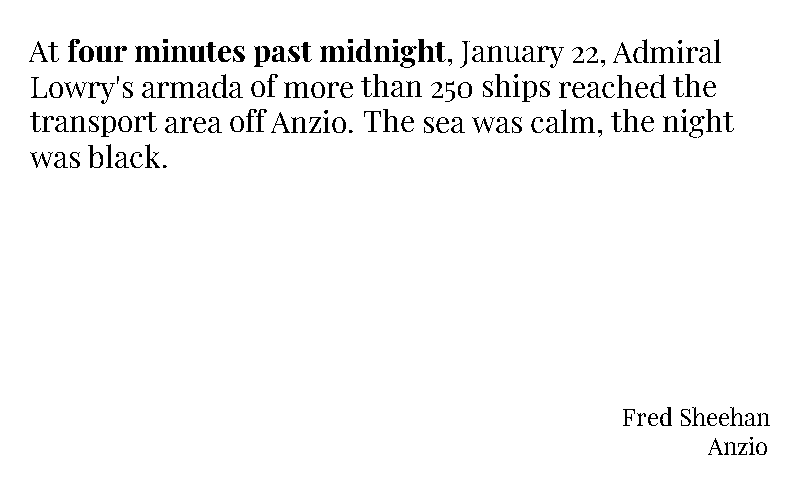 At four minutes past midnight, January 22, Admiral
Lowry's armada of more than 250 ships reached the
transport area off Anzio. The sea was calm, the night
was black.
Fred Sheehan
Anzio